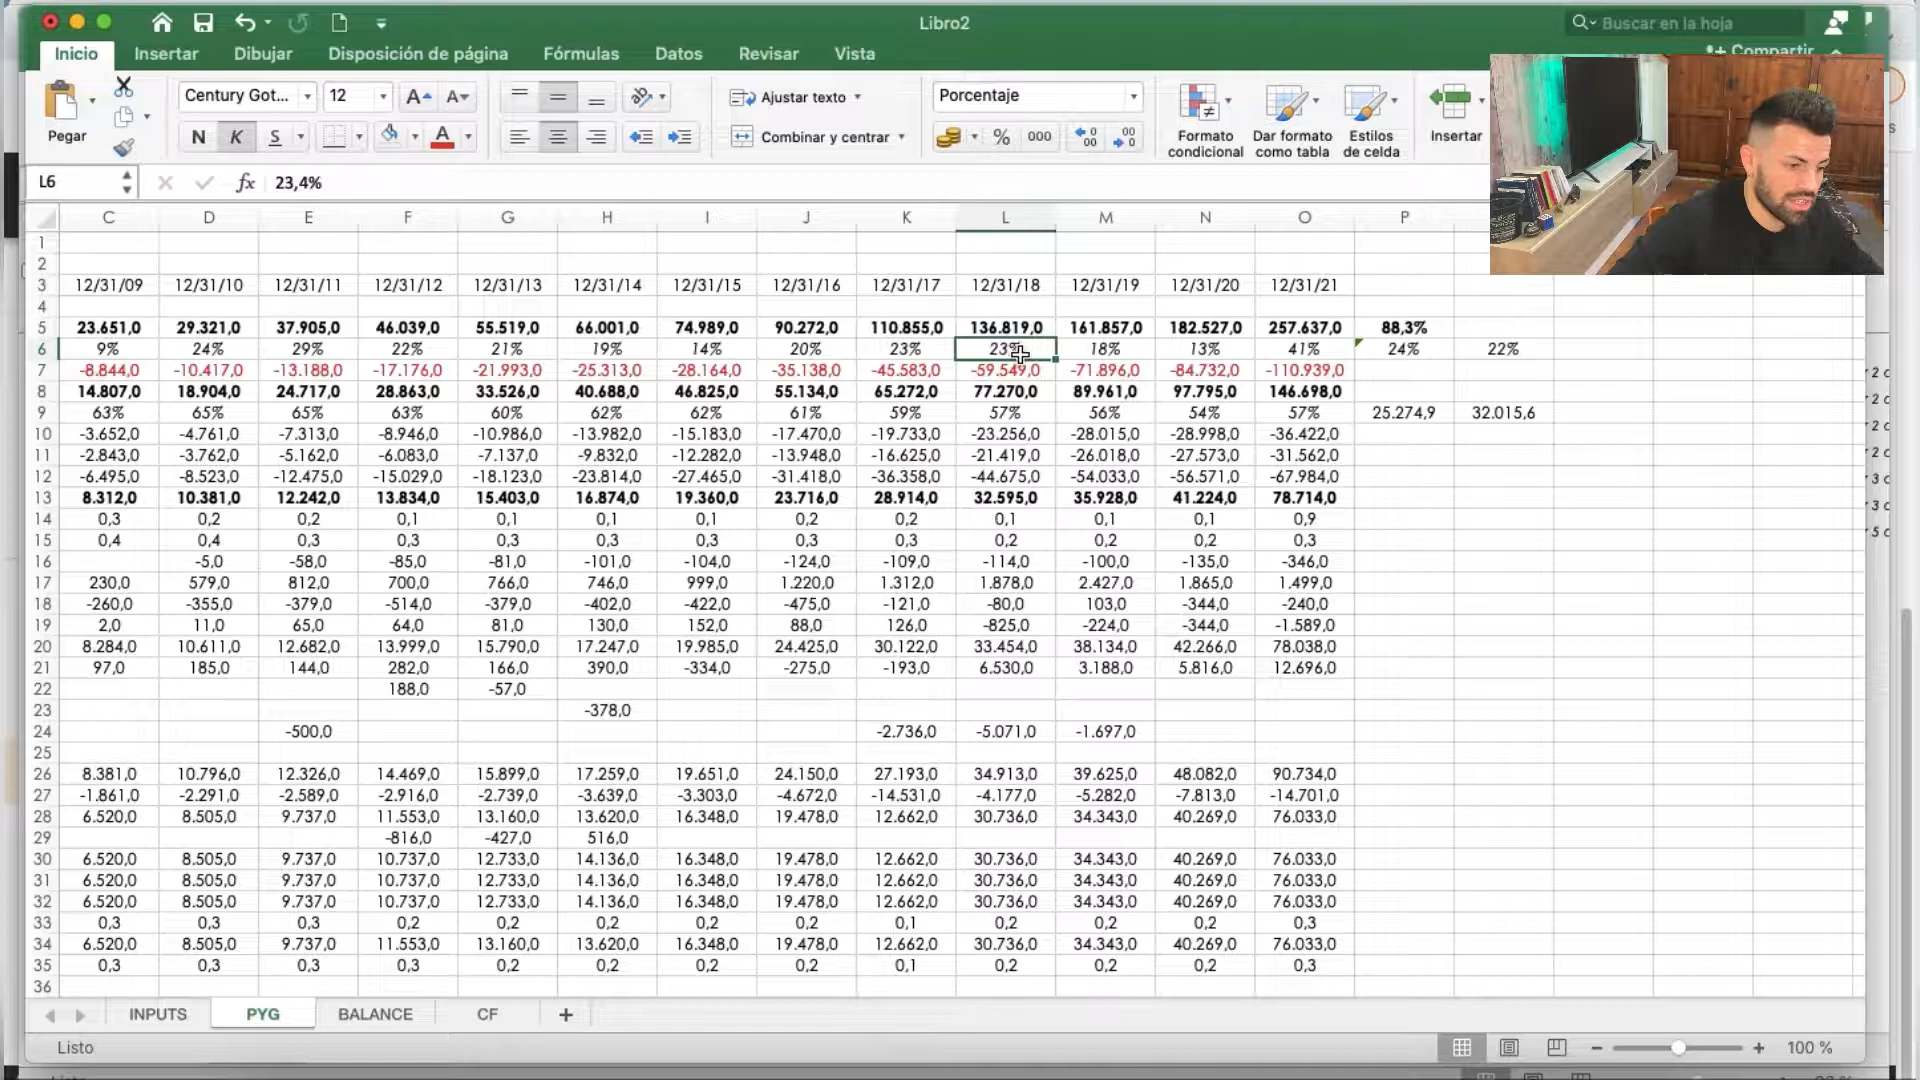 Libro2
Buscar en la hoja
Inicio Insertar Dibujar Disposición de página Fórmulas Datos Revisar Vista Compartir
Pegar
Century Got... 12
N K S
Ajustar texto
Combinar y centrar
Porcentaje
% 000
Formato condicional
Dar formato como tabla
Estilos de celda
Insertar
L6 fx 23,4%
C D E F G H I J K L M N O P
1
2
3 12/31/09 12/31/10 12/31/11 12/31/12 12/31/13 12/31/14 12/31/15 12/31/16 12/31/17 12/31/18 12/31/19 12/31/20 12/31/21
4
5 23.651,0 29.321,0 37.905,0 46.039,0 55.519,0 66.001,0 74.989,0 90.272,0 110.855,0 136.819,0 161.857,0 182.527,0 257.637,0 88,3%
6 9% 24% 29% 22% 21% 19% 14% 20% 23% 23% 18% 13% 41% 24% 22%
7 -8.844,0 -10.417,0 -13.188,0 -17.176,0 -21.993,0 -25.313,0 -28.164,0 -35.138,0 -45.583,0 -59.549,0 -71.896,0 -84.732,0 -110.939,0
8 14.807,0 18.904,0 24.717,0 28.863,0 33.526,0 40.688,0 46.825,0 55.134,0 65.272,0 77.270,0 89.961,0 97.795,0 146.698,0
9 63% 65% 65% 63% 60% 62% 62% 61% 59% 57% 56% 54% 57% 25.274,9 32.015,6
10 -3.652,0 -4.761,0 -7.313,0 -8.946,0 -10.986,0 -13.982,0 -15.183,0 -17.470,0 -19.733,0 -23.256,0 -28.015,0 -28.998,0 -36.422,0
11 -2.843,0 -3.762,0 -5.162,0 -6.083,0 -7.137,0 -9.832,0 -12.282,0 -13.948,0 -16.625,0 -21.419,0 -26.018,0 -27.573,0 -31.562,0
12 -6.495,0 -8.523,0 -12.475,0 -15.029,0 -18.123,0 -23.814,0 -27.465,0 -31.418,0 -36.358,0 -44.675,0 -54.033,0 -56.571,0 -67.984,0
13 8.312,0 10.381,0 12.242,0 13.834,0 15.403,0 16.874,0 19.360,0 23.716,0 28.914,0 32.595,0 35.928,0 41.224,0 78.714,0
14 0,3 0,2 0,2 0,1 0,1 0,1 0,1 0,2 0,2 0,1 0,1 0,1 0,9
15 0,4 0,4 0,3 0,3 0,3 0,3 0,3 0,3 0,3 0,2 0,2 0,2 0,3
16 -5,0 -58,0 -85,0 -81,0 -101,0 -104,0 -124,0 -109,0 -114,0 -100,0 -135,0 -346,0
17 230,0 579,0 812,0 700,0 766,0 746,0 999,0 1.220,0 1.312,0 1.878,0 2.427,0 1.865,0 1.499,0
18 -260,0 -355,0 -379,0 -514,0 -379,0 -402,0 -422,0 -475,0 -121,0 -80,0 103,0 -344,0 -240,0
19 2,0 11,0 65,0 64,0 81,0 130,0 152,0 88,0 126,0 -825,0 -224,0 -344,0 -1.589,0
20 8.284,0 10.611,0 12.682,0 13.999,0 15.790,0 17.247,0 19.985,0 24.425,0 30.122,0 33.454,0 38.134,0 42.266,0 78.038,0
21 97,0 185,0 144,0 282,0 166,0 390,0 -334,0 -275,0 -193,0 6.530,0 3.188,0 5.816,0 12.696,0
22 188,0 -57,0
23 -378,0
24 -500,0 -2.736,0 -5.071,0 -1.697,0
25
26 8.381,0 10.796,0 12.326,0 14.469,0 15.899,0 17.259,0 19.651,0 24.150,0 27.193,0 34.913,0 39.625,0 48.082,0 90.734,0
27 -1.861,0 -2.291,0 -2.589,0 -2.916,0 -2.739,0 -3.639,0 -3.303,0 -4.672,0 -14.531,0 -4.177,0 -5.282,0 -7.813,0 -14.701,0
28 6.520,0 8.505,0 9.737,0 11.553,0 13.160,0 13.620,0 16.348,0 19.478,0 12.662,0 30.736,0 34.343,0 40.269,0 76.033,0
29 -816,0 -427,0 516,0
30 6.520,0 8.505,0 9.737,0 10.737,0 12.733,0 14.136,0 16.348,0 19.478,0 12.662,0 30.736,0 34.343,0 40.269,0 76.033,0
31 6.520,0 8.505,0 9.737,0 10.737,0 12.733,0 14.136,0 16.348,0 19.478,0 12.662,0 30.736,0 34.343,0 40.269,0 76.033,0
32 6.520,0 8.505,0 9.737,0 10.737,0 12.733,0 14.136,0 16.348,0 19.478,0 12.662,0 30.736,0 34.343,0 40.269,0 76.033,0
33 0,3 0,3 0,3 0,2 0,2 0,2 0,2 0,2 0,1 0,2 0,2 0,2 0,3
34 6.520,0 8.505,0 9.737,0 11.553,0 13.160,0 13.620,0 16.348,0 19.478,0 12.662,0 30.736,0 34.343,0 40.269,0 76.033,0
35 0,3 0,3 0,3 0,3 0,2 0,2 0,2 0,2 0,1 0,2 0,2 0,2 0,3
36
INPUTS PYG BALANCE CF +
Listo 100 %